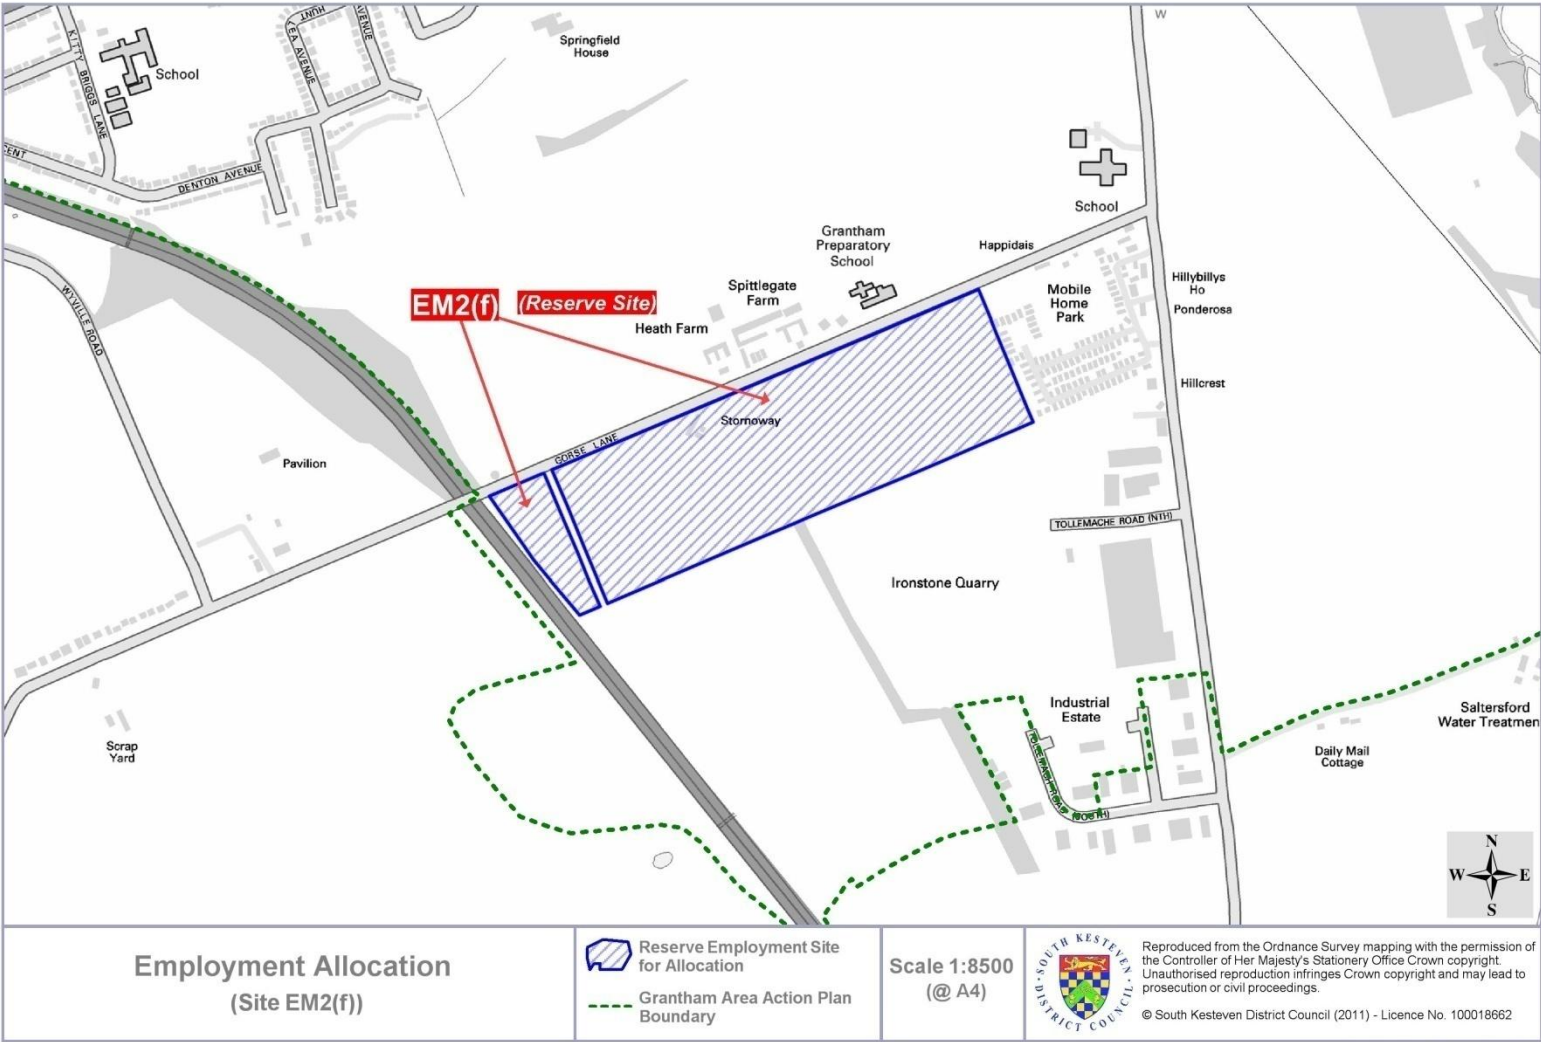 W
HUNT
AVENUE
LEA AVENUE
KITTY BRIGGS LANE
School
Springfield
House
CENT
DENTON AVENUE
School
Grantham
Preparatory
School
Happidais
WYVILLE ROAD
EM2(f) (Reserve Site)
Spittlegate
Farm
Heath Farm
Mobile
Home
Park
Hillybillys
Ho
Ponderosa
Hillcrest
Stornoway
GORSE LANE
Pavilion
TOLLEMACHE ROAD (NTH)
Ironstone Quarry
Industrial
Estate
Saltersford
Water Treatmen
Scrap
Yard
Daily Mail
Cottage
(SOUTH)
N
W E
S
Employment Allocation
(Site EM2(f))
Reserve Employment Site
for Allocation
Grantham Area Action Plan
Boundary
Scale 1:8500
(@ A4)
SOUTH KESTEVEN
DISTRICT COUNCIL
Reproduced from the Ordnance Survey mapping with the permission of
the Controller of Her Majesty's Stationery Office Crown copyright.
Unauthorised reproduction infringes Crown copyright and may lead to
prosecution or civil proceedings.
© South Kesteven District Council (2011) - Licence No. 100018662